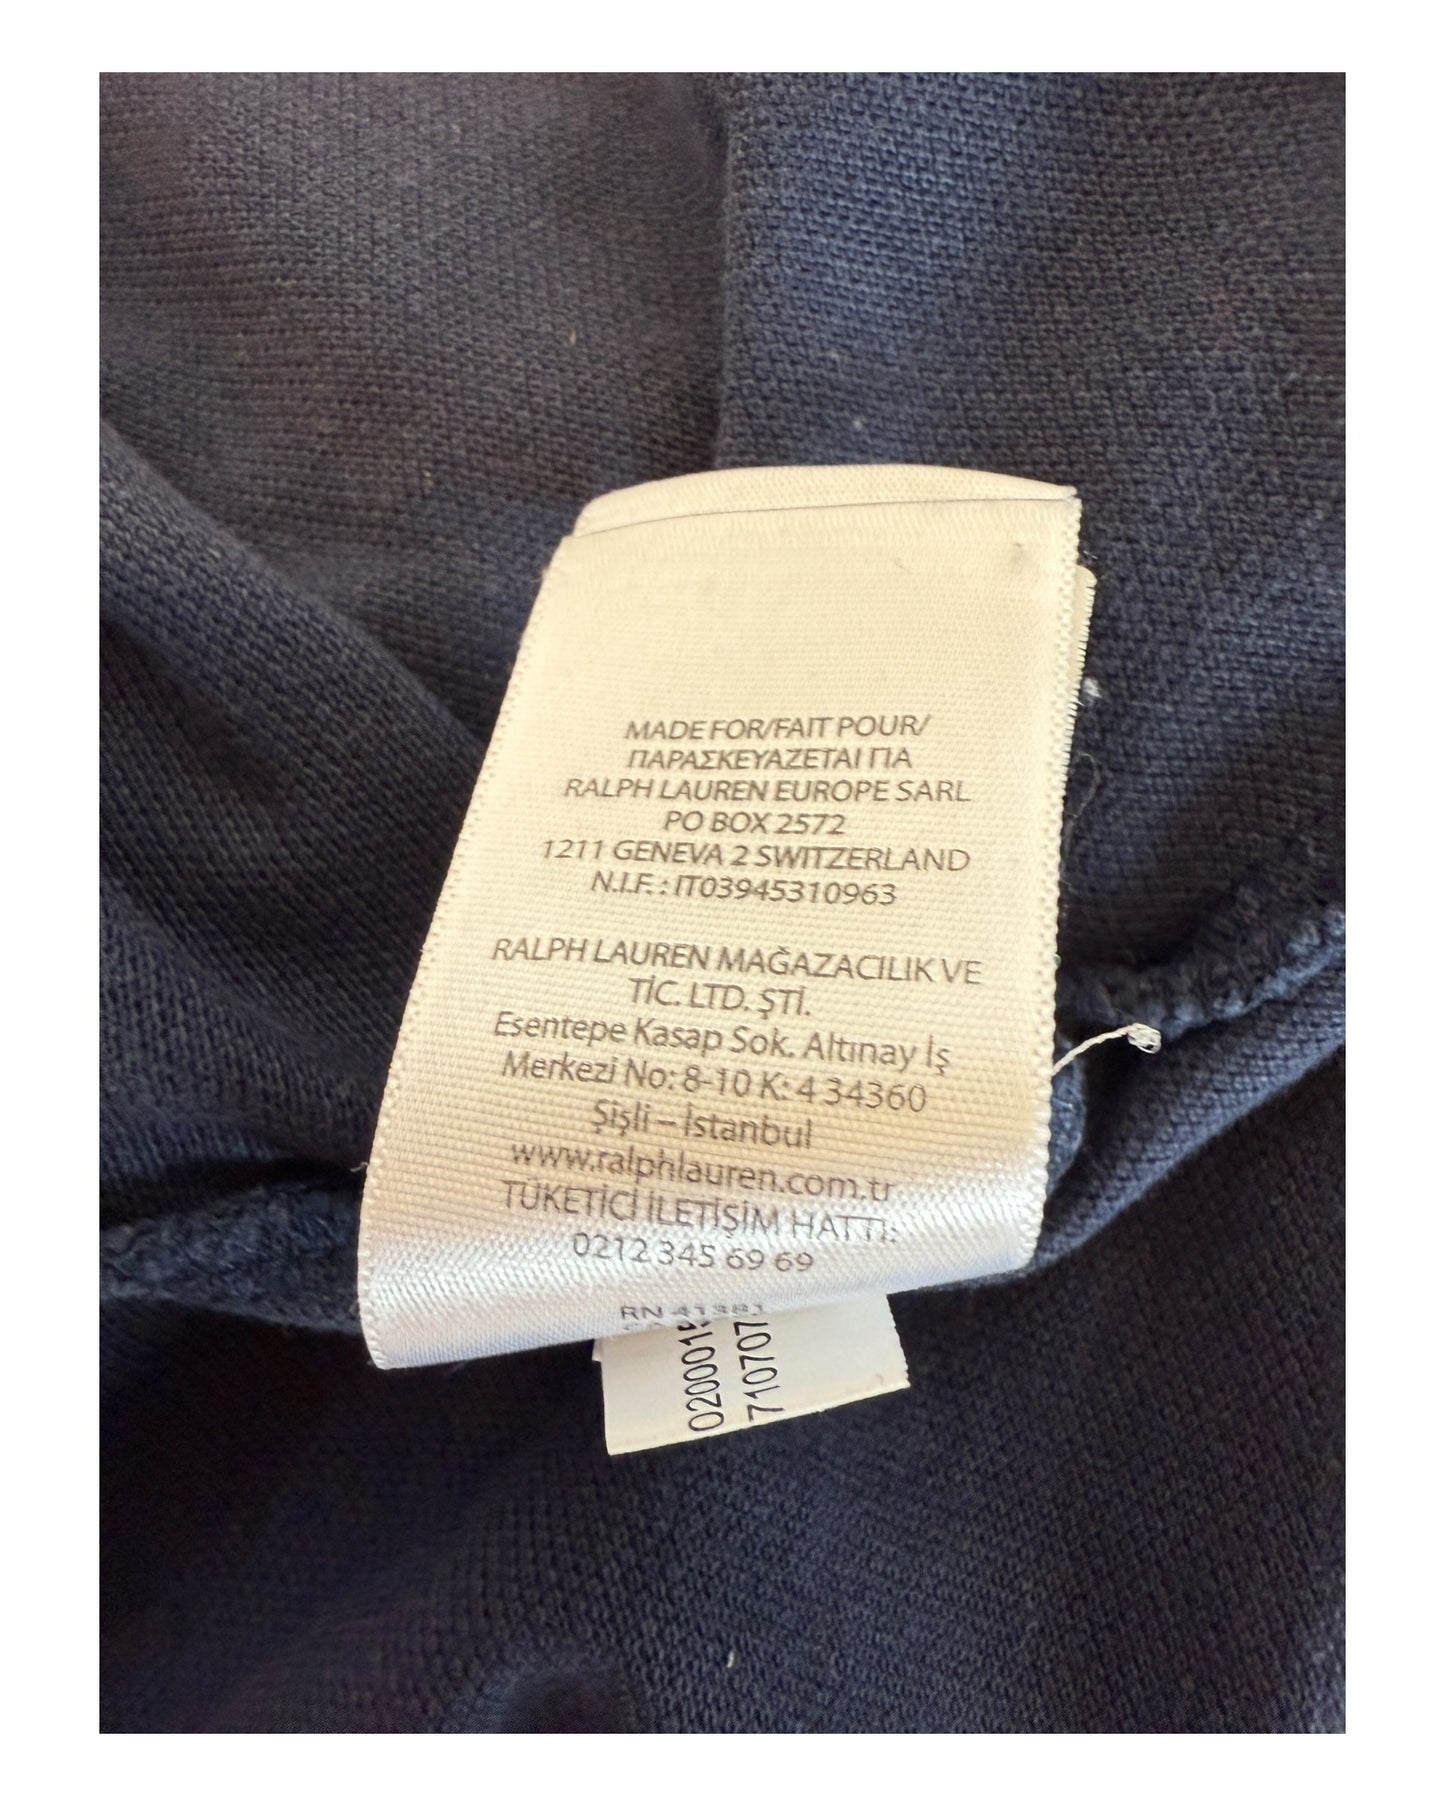 MADE FOR/FAIT POUR/
ΠΑΡΑΣΚΕΥΑΖΕΤΑΙ ΓΙΑ
RALPH LAUREN EUROPE SARL
PO BOX 2572
1211 GENEVA 2 SWITZERLAND
N.I.F. : IT03945310963
RALPH LAUREN MAĞAZACILIK VE
TİC. LTD. ŞTİ.
Esentepe Kasap Sok. Altınay İş
Merkezi No: 8-10 K: 4 34360
Şişli – İstanbul
www.ralphlauren.com.tr
TÜKETİCİ İLETİŞİM HATTI:
0212 345 69 69
RN 41381